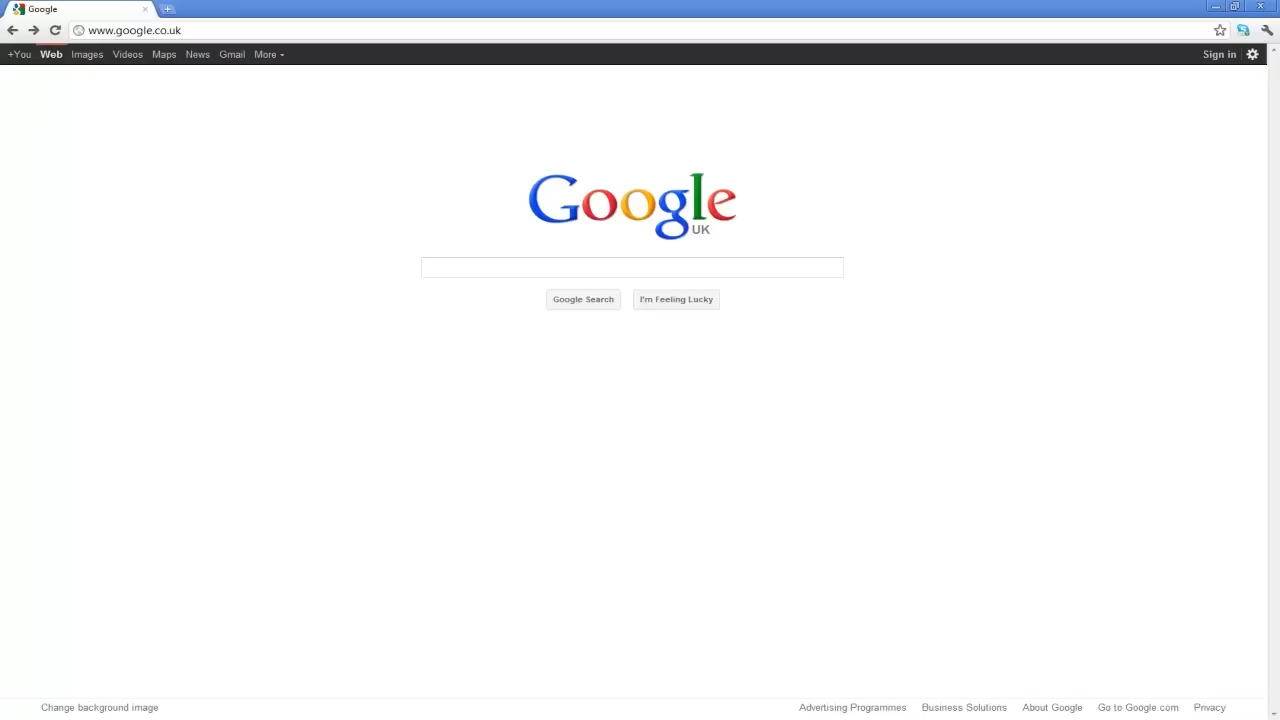 Google
www.google.co.uk
+You Web Images Videos Maps News Gmail More Sign in
Google
UK
Google Search I'm Feeling Lucky
Change background image Advertising Programmes Business Solutions About Google Go to Google.com Privacy